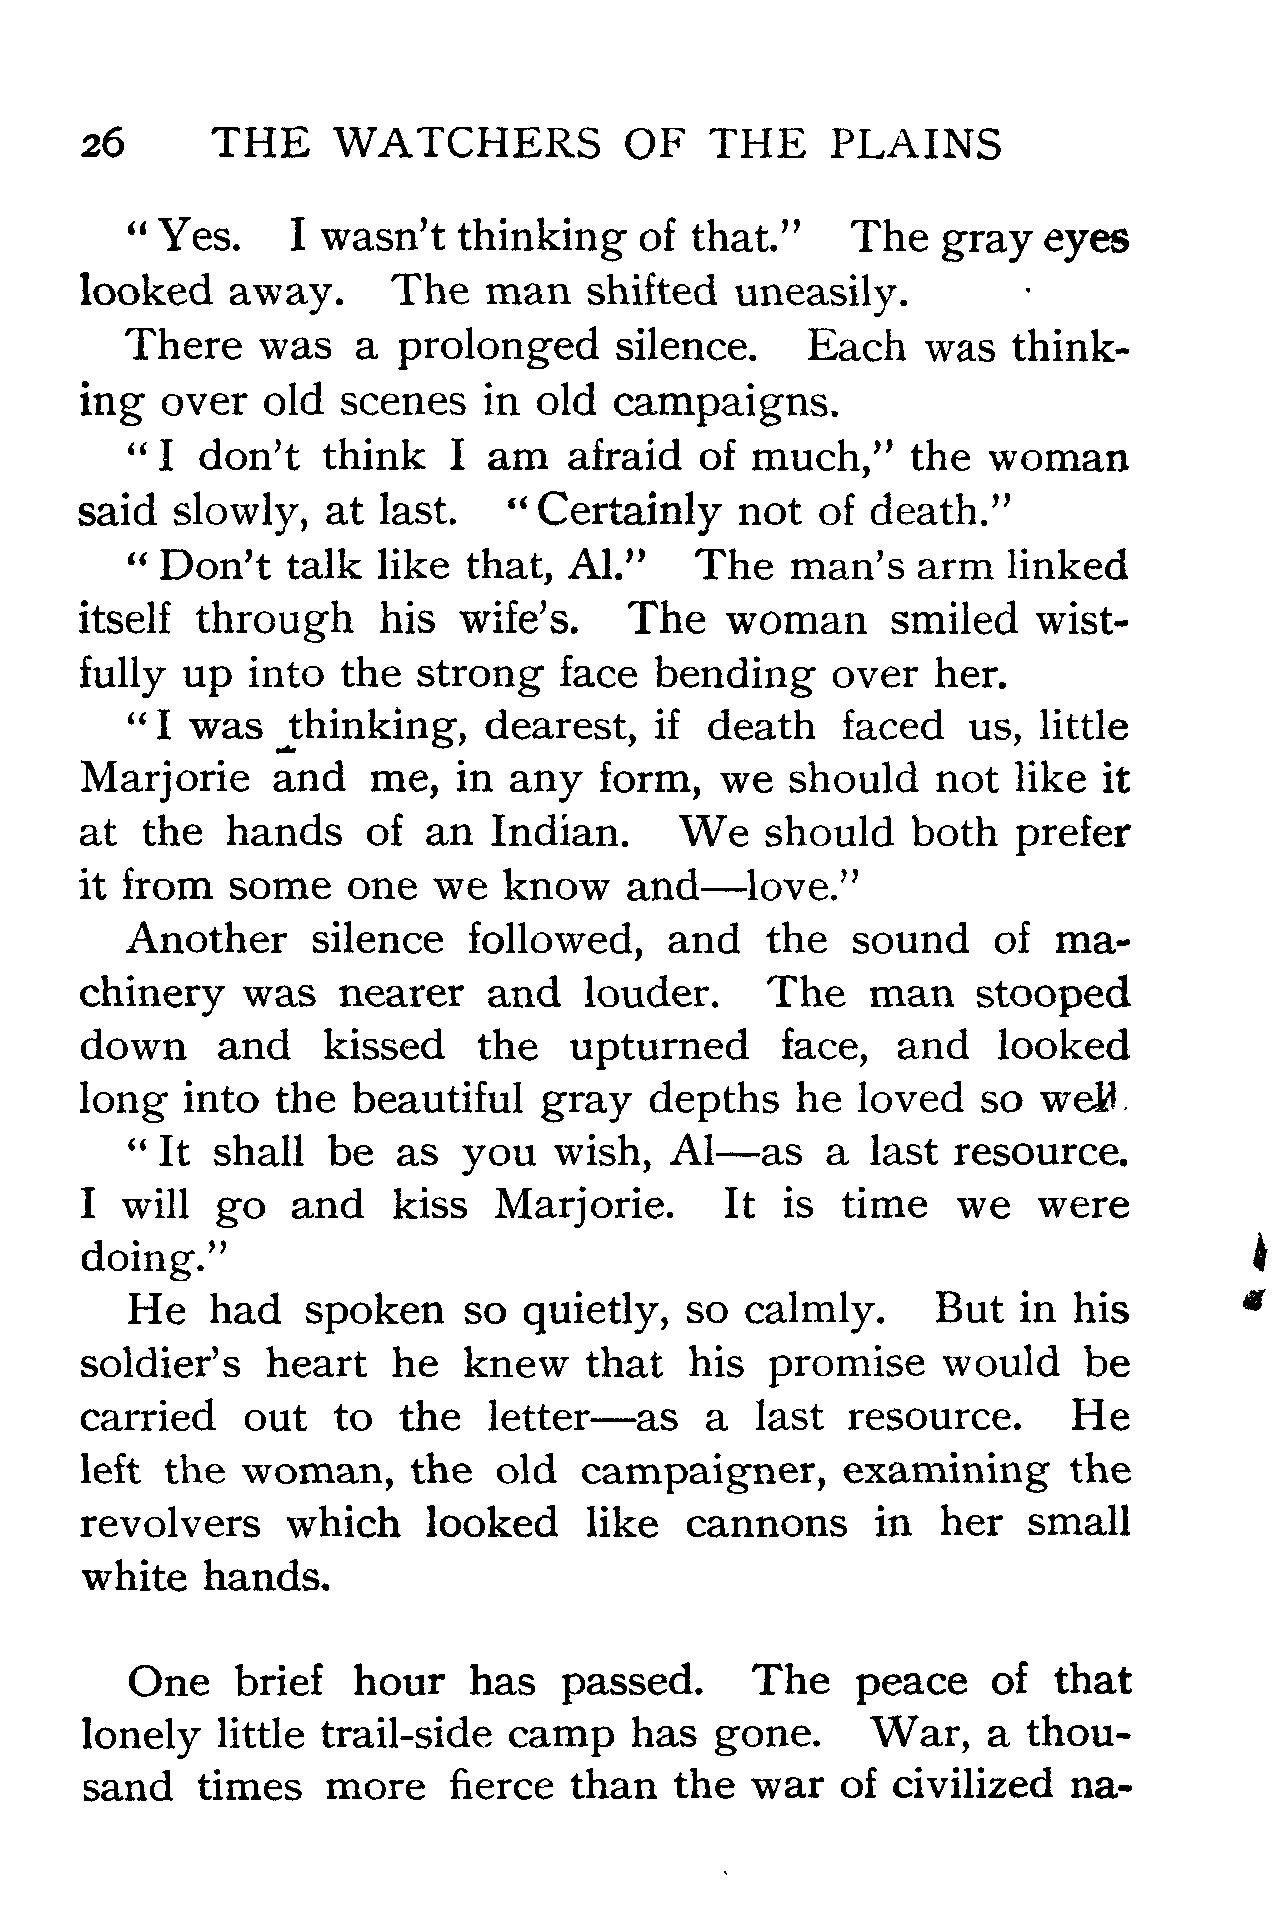 26 THE WATCHERS OF THE PLAINS
“Yes. I wasn’t thinking of that.” The gray eyes
looked away. The man shifted uneasily.
There was a prolonged silence. Each was think-
ing over old scenes in old campaigns.
“I don’t think I am afraid of much,” the woman
said slowly, at last. “Certainly not of death.”
“Don’t talk like that, Al.” The man’s arm linked
itself through his wife’s. The woman smiled wist-
fully up into the strong face bending over her.
“I was thinking, dearest, if death faced us, little
Marjorie and me, in any form, we should not like it
at the hands of an Indian. We should both prefer
it from some one we know and—love.”
Another silence followed, and the sound of ma-
chinery was nearer and louder. The man stooped
down and kissed the upturned face, and looked
long into the beautiful gray depths he loved so well.
“It shall be as you wish, Al—as a last resource.
I will go and kiss Marjorie. It is time we were
doing.”
He had spoken so quietly, so calmly. But in his
soldier’s heart he knew that his promise would be
carried out to the letter—as a last resource. He
left the woman, the old campaigner, examining the
revolvers which looked like cannons in her small
white hands.
One brief hour has passed. The peace of that
lonely little trail-side camp has gone. War, a thou-
sand times more fierce than the war of civilized na-